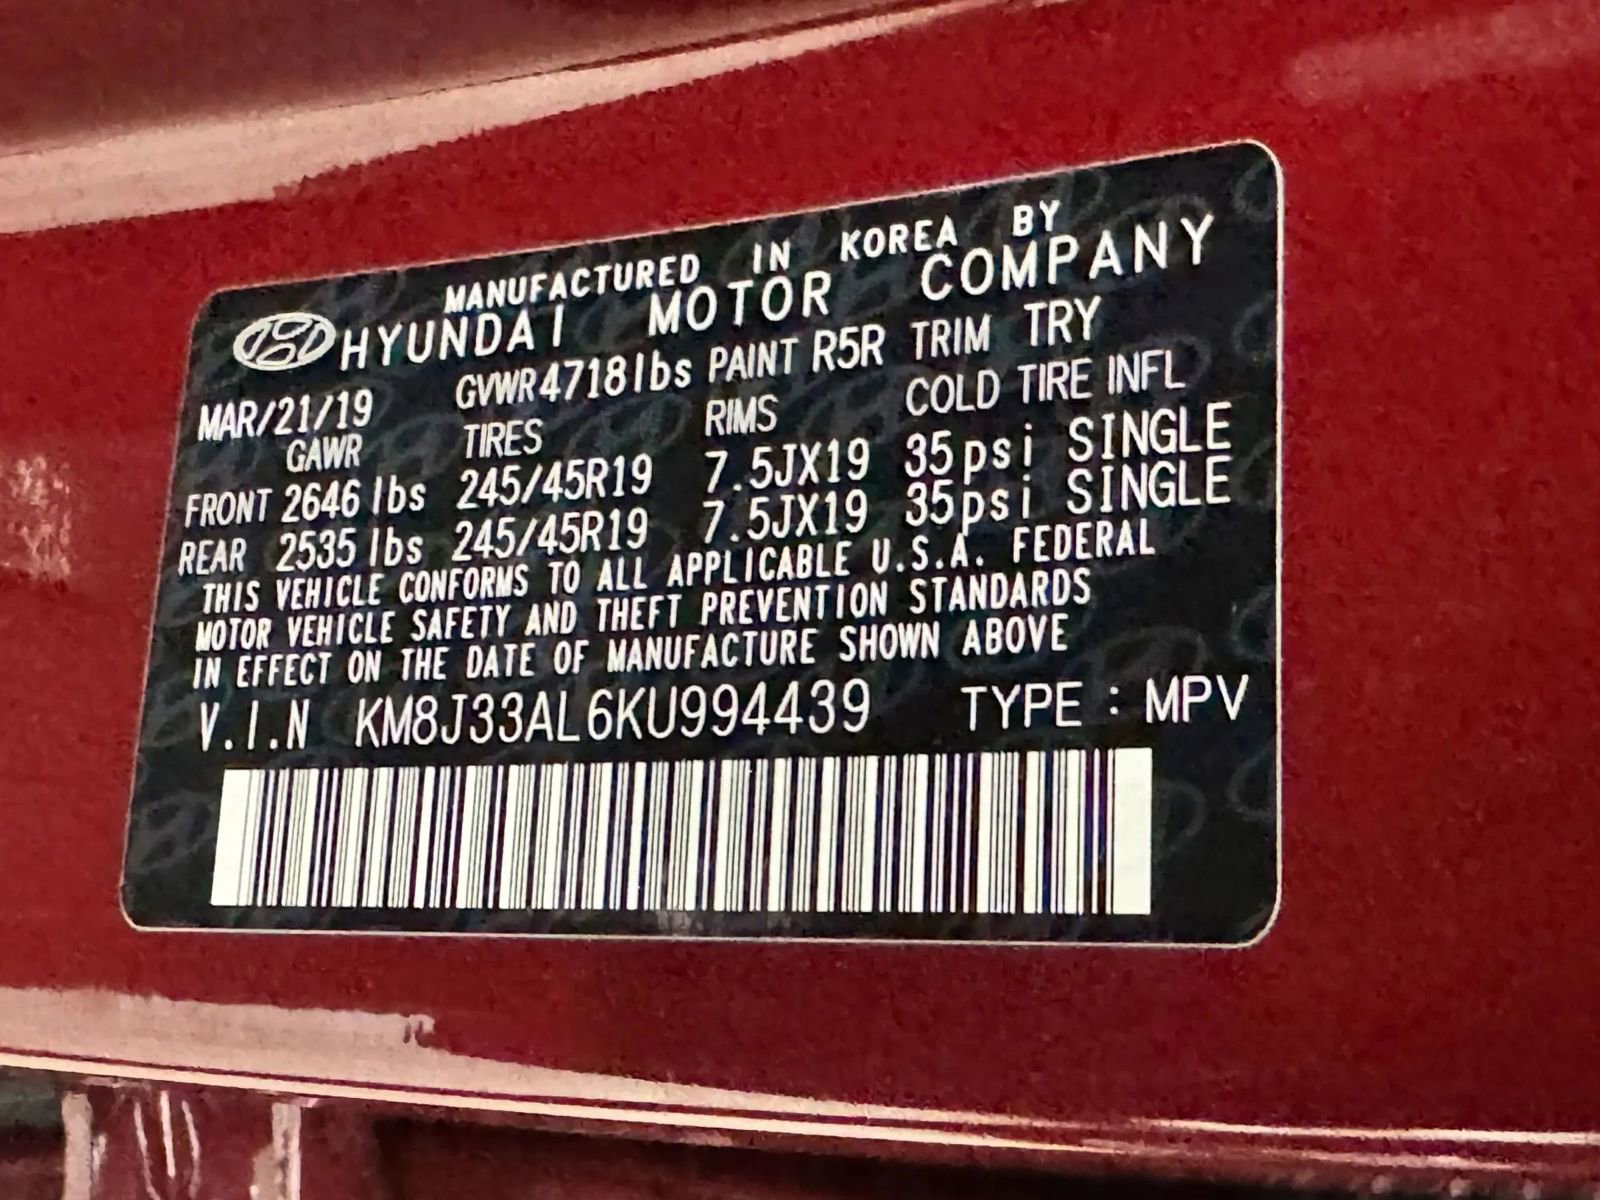 MANUFACTURED IN KOREA BY
HYUNDAI MOTOR COMPANY
MAR/21/19 GVWR 4718lbs PAINT R5R TRIM TRY
GAWR TIRES RIMS COLD TIRE INFL
FRONT 2646 lbs 245/45R19 7.5JX19 35psi SINGLE
REAR 2535 lbs 245/45R19 7.5JX19 35psi SINGLE
THIS VEHICLE CONFORMS TO ALL APPLICABLE U.S.A. FEDERAL
MOTOR VEHICLE SAFETY AND THEFT PREVENTION STANDARDS
IN EFFECT ON THE DATE OF MANUFACTURE SHOWN ABOVE
V.I.N KM8J33AL6KU994439 TYPE : MPV